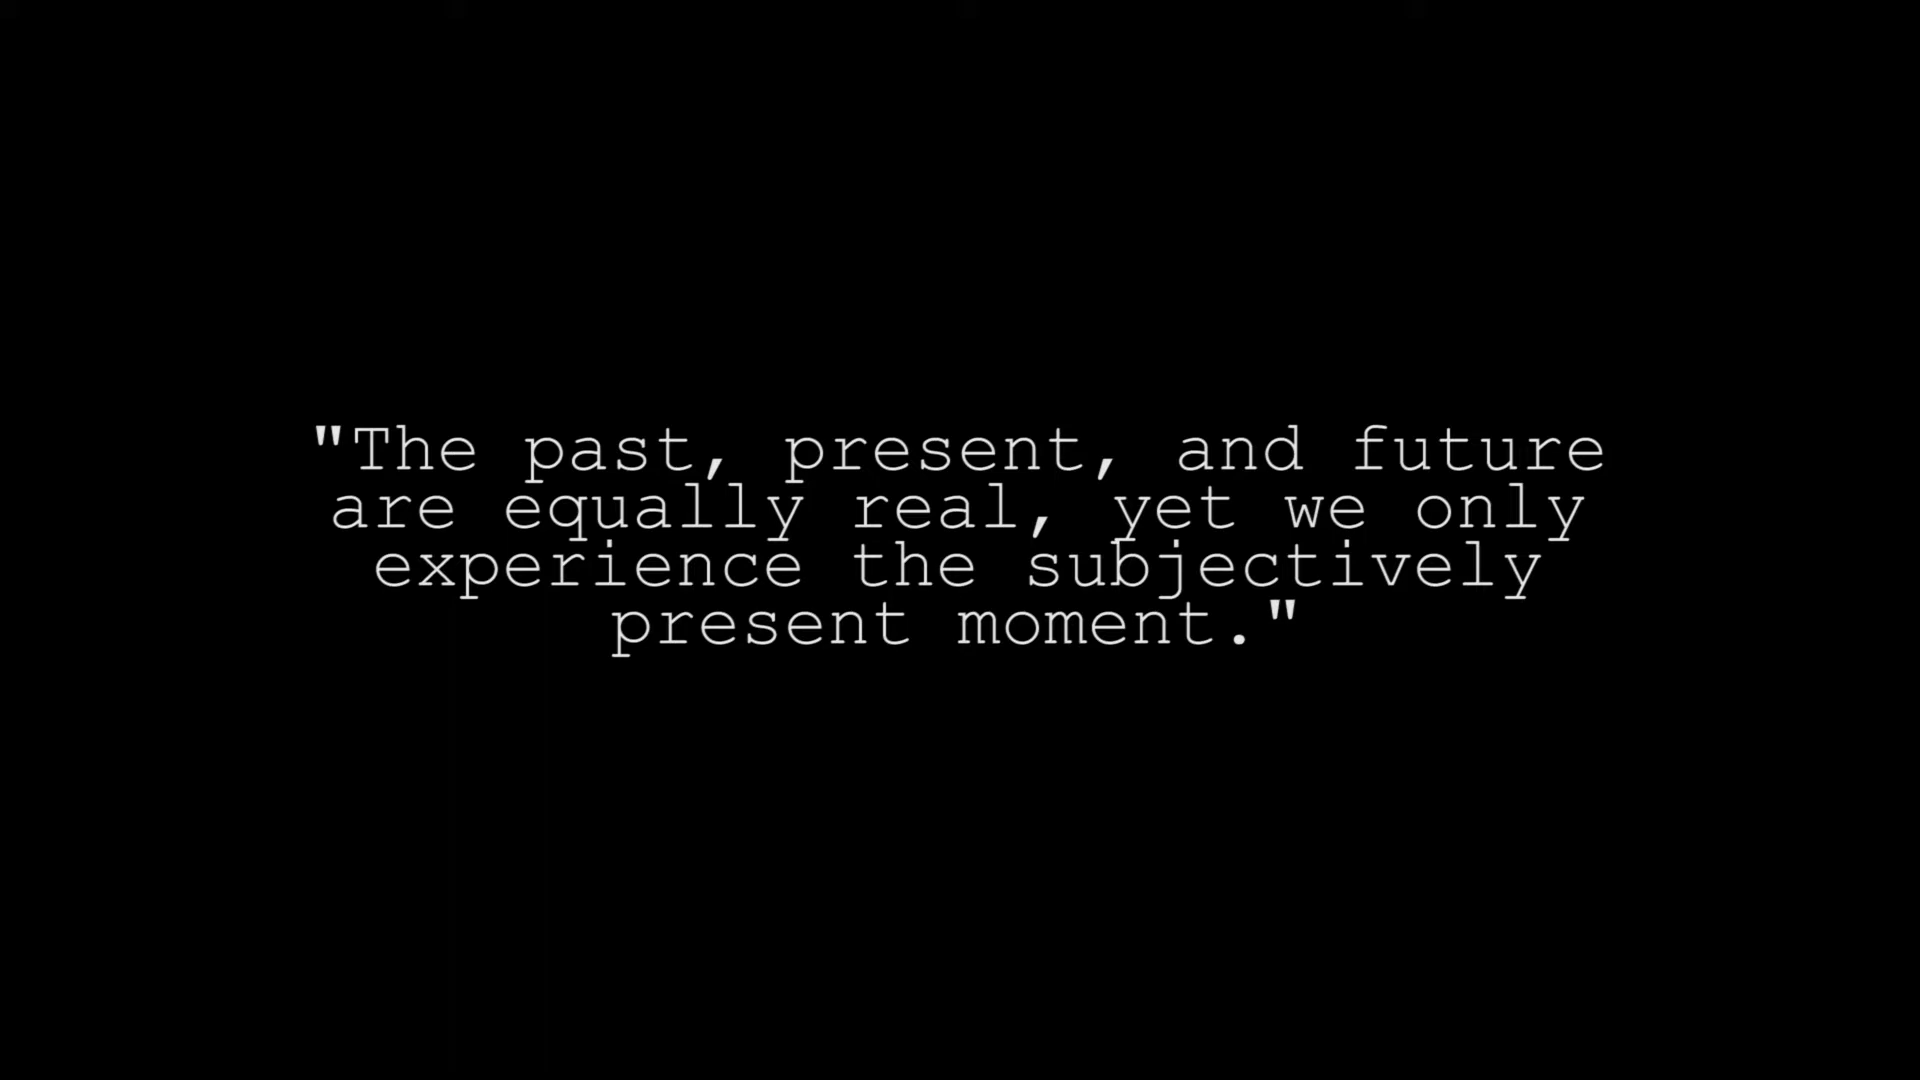 "The past, present, and future
are equally real, yet we only
experience the subjectively
present moment."